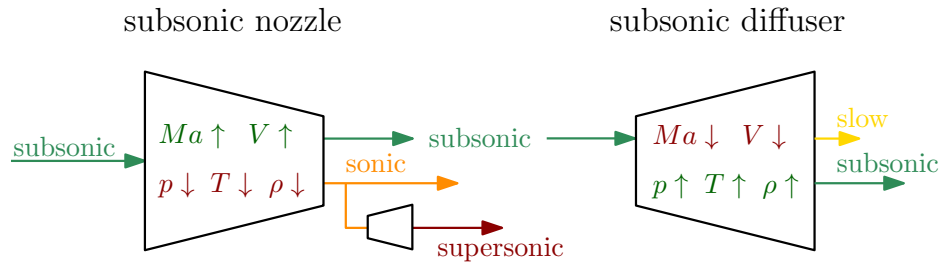 subsonic nozzle
subsonic diffuser
subsonic
Ma ↑ V ↑
p ↓ T ↓ ρ ↓
subsonic
sonic
supersonic
Ma ↓ V ↓
p ↑ T ↑ ρ ↑
slow
subsonic